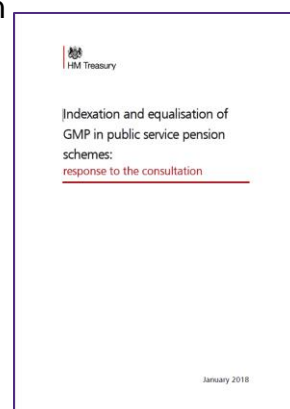 HM Treasury
Indexation and equalisation of
GMP in public service pension
schemes:
response to the consultation
January 2018